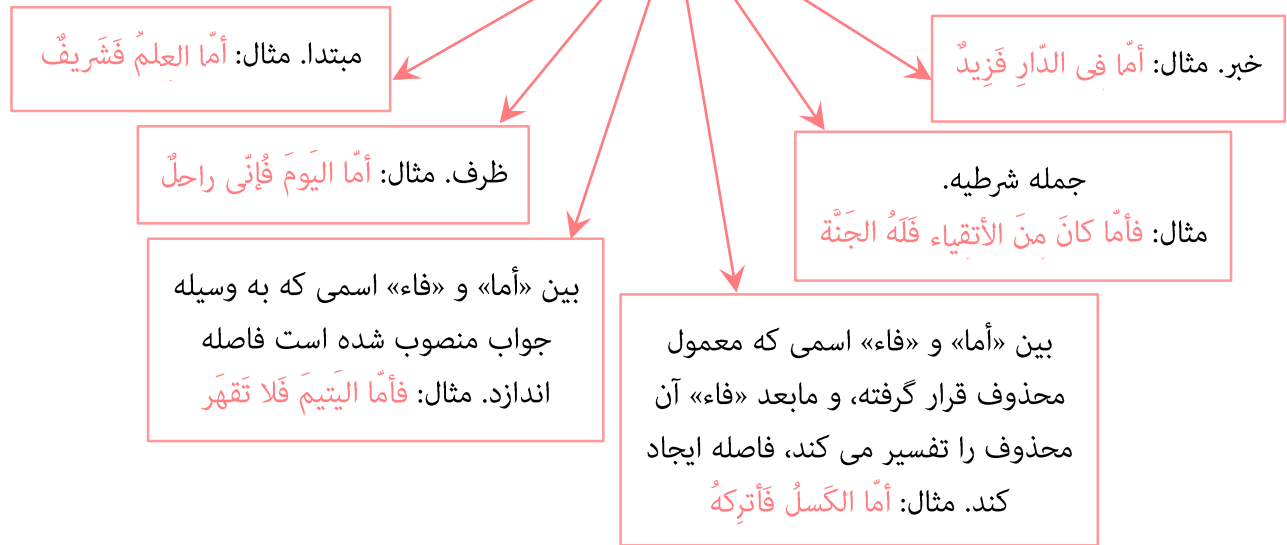 خبر. مثال: أمّا فِی الدّارِ فَزِیدٌ
مبتدا. مثال: أمّا العِلمُ فَشَرِیفٌ
جمله شرطیه.
مثال: فأمّا کانَ مِنَ الأتقِیاء فَلَهُ الجَنَّة
ظرف. مثال: أمّا الیَومَ فَُإنّی راحلٌ
بین «أما» و «فاء» اسمی که معمول
محذوف قرار گرفته، و مابعد «فاء» آن
محذوف را تفسیر می کند، فاصله ایجاد
کند. مثال: أمّا الکَسلُ فَأترِکهُ
بین «أما» و «فاء» اسمی که به وسیله
جواب منصوب شده است فاصله
اندازد. مثال: فأمّا الیَتیمَ فَلا تَقهَر